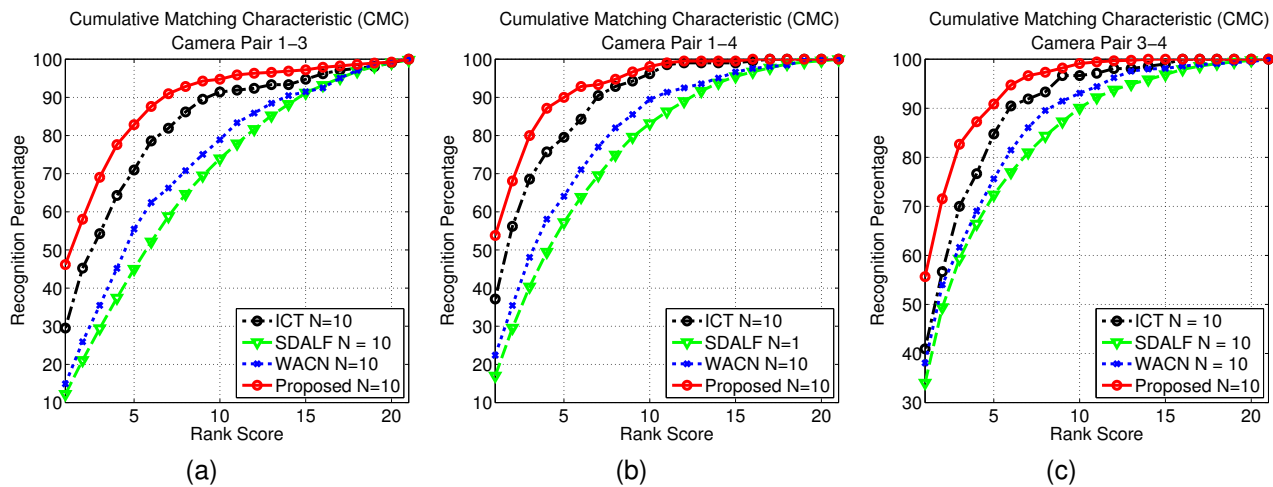 Cumulative Matching Characteristic (CMC)
Camera Pair 1−3
100
90
80
70
60
50
40
30
20
10
5
10
15
20
Recognition Percentage
Rank Score
ICT N=10
SDALF N = 10
WACN N = 10
Proposed N=10
(a)
Cumulative Matching Characteristic (CMC)
Camera Pair 1−4
100
90
80
70
60
50
40
30
20
10
5
10
15
20
Recognition Percentage
Rank Score
ICT N=10
SDALF N=1
WACN N=10
Proposed N=10
(b)
Cumulative Matching Characteristic (CMC)
Camera Pair 3−4
100
90
80
70
60
50
40
30
5
10
15
20
Recognition Percentage
Rank Score
ICT N = 10
SDALF N = 10
WACN N = 10
Proposed N=10
(c)